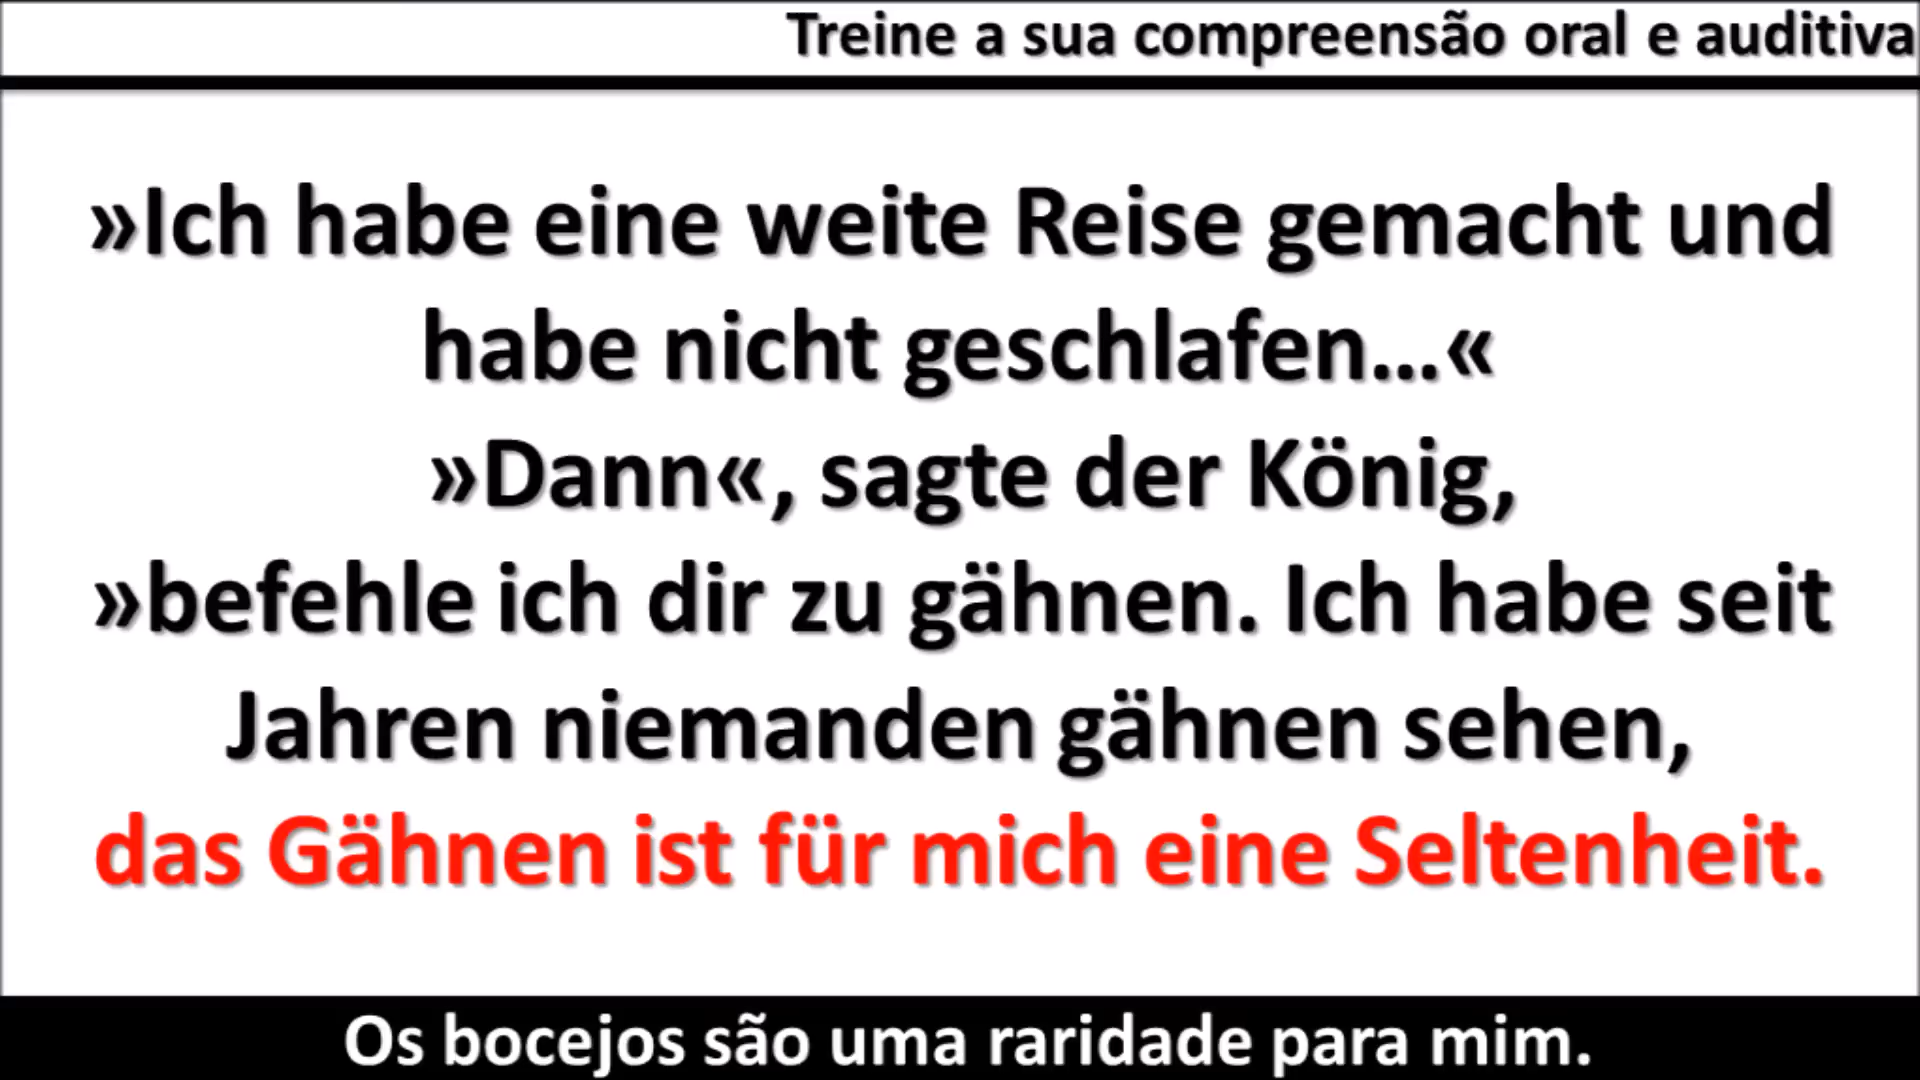 Treine a sua compreensão oral e auditiva
»Ich habe eine weite Reise gemacht und
habe nicht geschlafen...«
»Dann«, sagte der König,
»befehle ich dir zu gähnen. Ich habe seit
Jahren niemanden gähnen sehen,
das Gähnen ist für mich eine Seltenheit.
Os bocejos são uma raridade para mim.